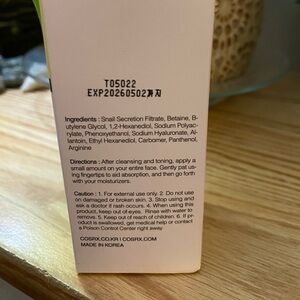 T05022
EXP20260502까지
Ingredients : Snail Secretion Filtrate, Betaine, B-
utylene Glycol, 1,2-Hexanediol, Sodium Polyac-
rylate, Phenoxyethanol, Sodium Hyaluronate, Al-
lantoin, Ethyl Hexanediol, Carbomer, Panthenol,
Arginine
Directions : After cleansing and toning, apply a
small amount on your entire face. Gently pat us-
ing fingertips to aid absorption, and then go forth
with your remaining steps.
Caution : 1. For external use only. 2. Do not use
on damaged or broken skin. 3. Stop using and
ask a doctor if rash occurs. 4. When using this
product, keep out of eyes. Rinse with water to
remove. 5. Keep out of reach of children. 6. If pr-
oduct is swallowed, get medical help or contact
a Poison Control Center right away
COSRX.CO.KR I COSRX.COM
MADE IN KOREA